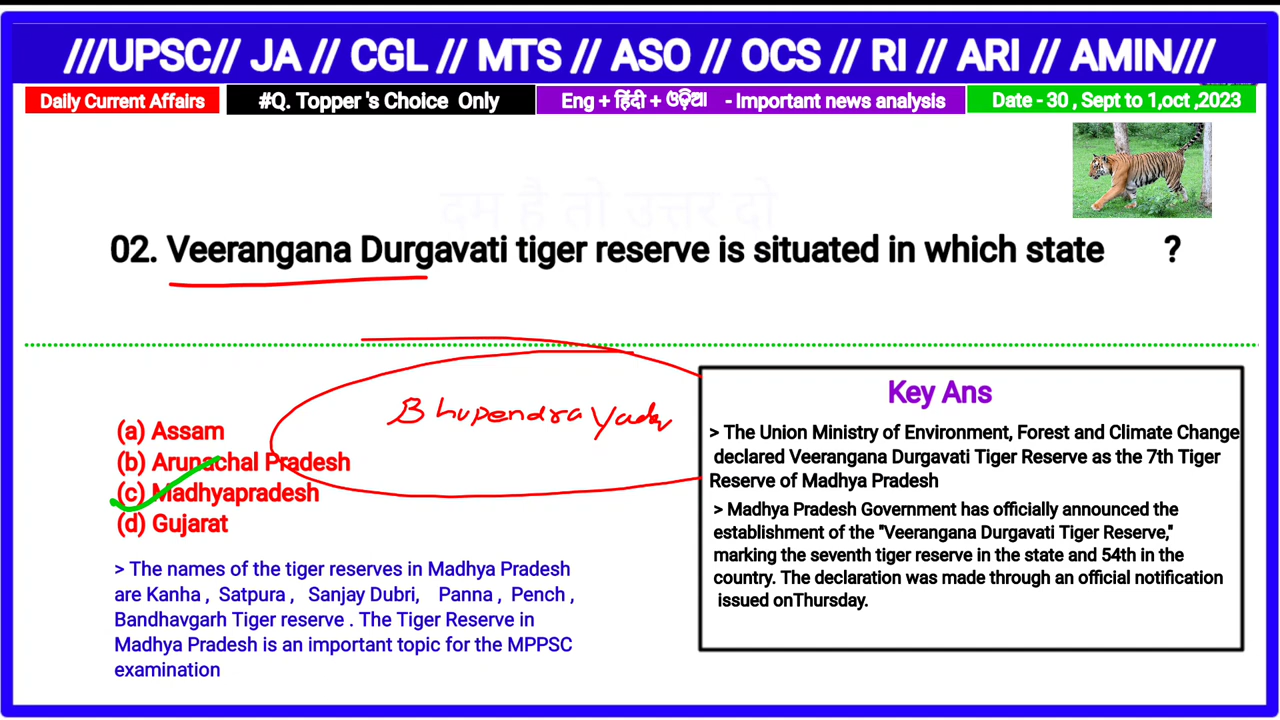 ///UPSC// JA // CGL // MTS // ASO // OCS // RI // ARI // AMIN///
Daily Current Affairs
#Q. Topper 's Choice Only
Eng + हिंदी + ଓଡ଼ିଆ - Important news analysis
Date - 30 , Sept to 1,oct ,2023
दम है तो उत्तर दो
02. Veerangana Durgavati tiger reserve is situated in which state ?
Bhupendra Yadav
(a) Assam
(b) Arunachal Pradesh
(c) Madhyapradesh
(d) Gujarat
> The names of the tiger reserves in Madhya Pradesh
are Kanha , Satpura , Sanjay Dubri, Panna , Pench ,
Bandhavgarh Tiger reserve . The Tiger Reserve in
Madhya Pradesh is an important topic for the MPPSC
examination
Key Ans
> The Union Ministry of Environment, Forest and Climate Change
declared Veerangana Durgavati Tiger Reserve as the 7th Tiger
Reserve of Madhya Pradesh
> Madhya Pradesh Government has officially announced the
establishment of the "Veerangana Durgavati Tiger Reserve,"
marking the seventh tiger reserve in the state and 54th in the
country. The declaration was made through an official notification
issued onThursday.